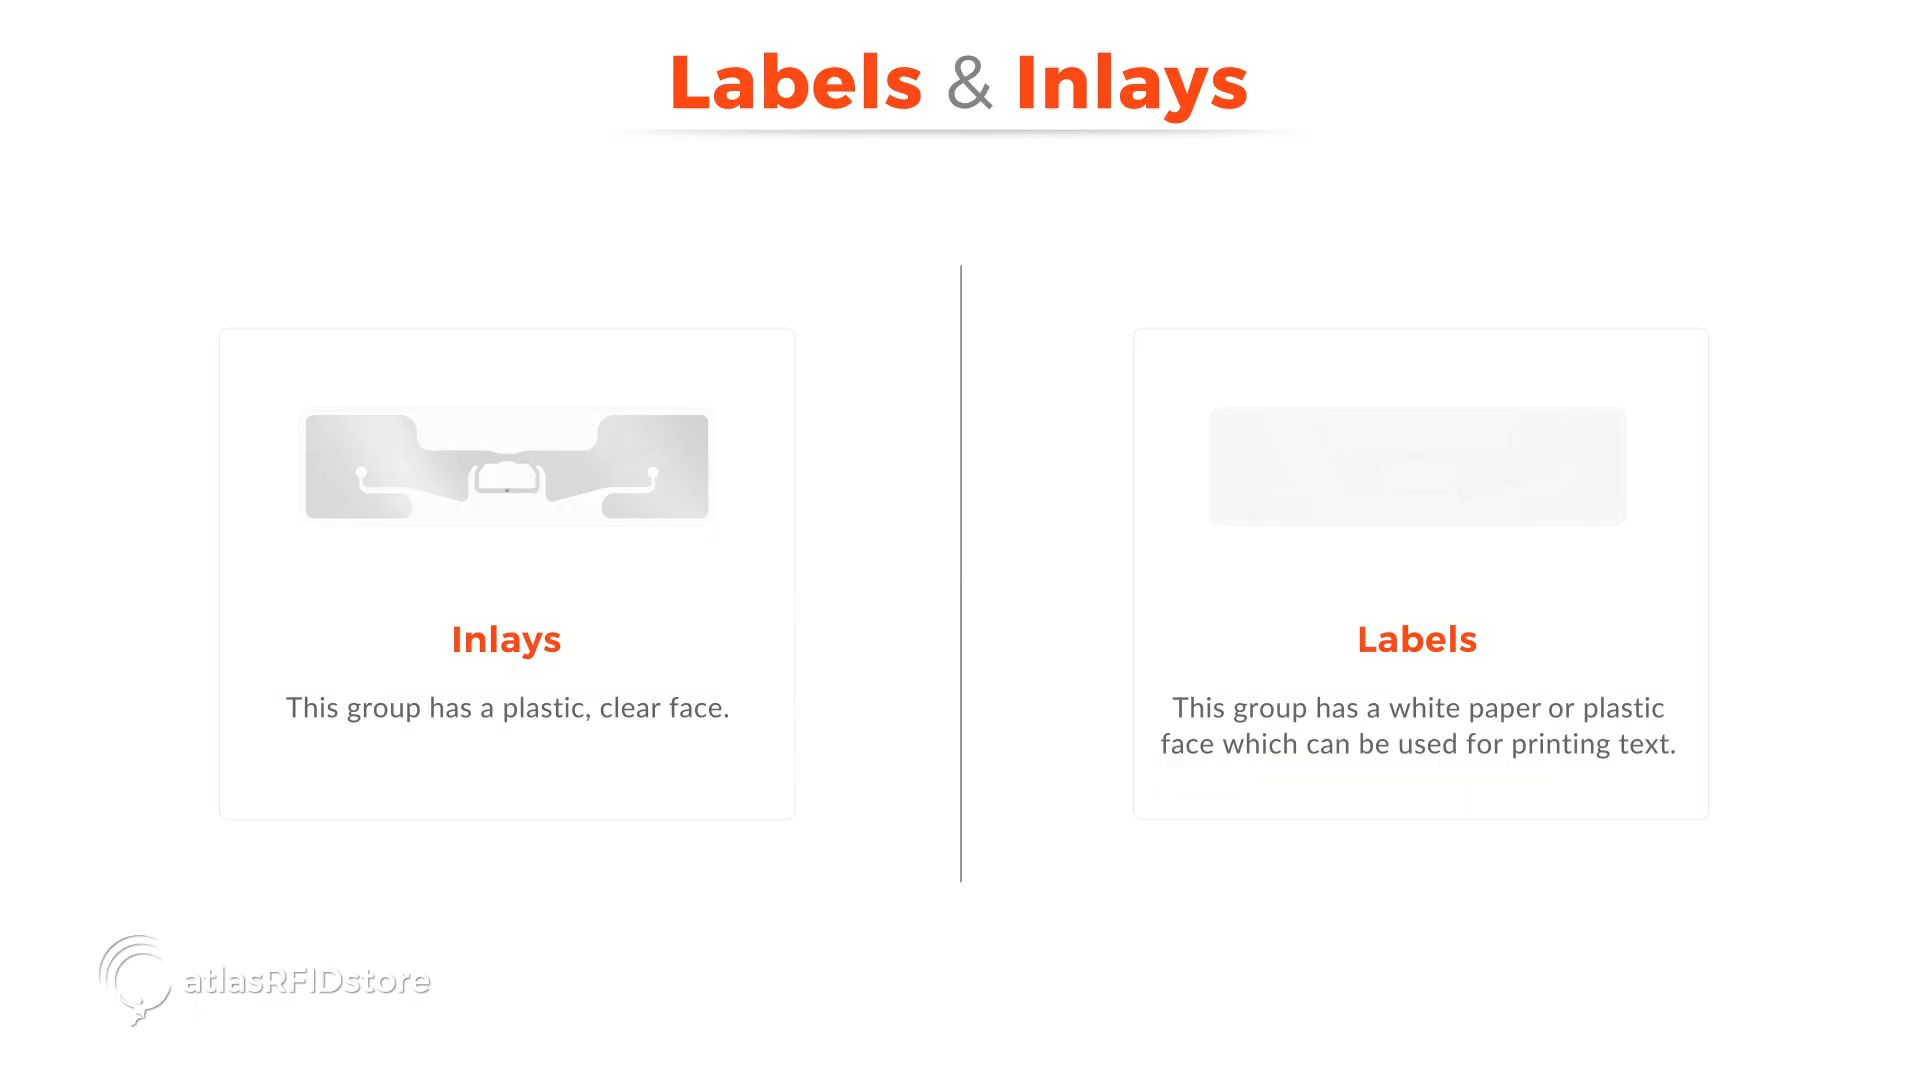 Labels & Inlays
Inlays
This group has a plastic, clear face.
Labels
This group has a white paper or plastic
face which can be used for printing text.
atlasRFIDstore